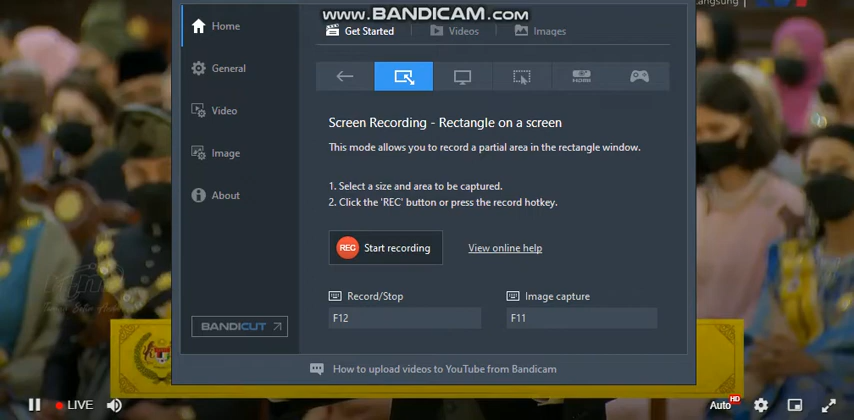 www.BANDICAM.com
Home
Get Started
Videos
Images
General
Video
Image
About
HOME
Screen Recording - Rectangle on a screen
This mode allows you to record a partial area in the rectangle window.
1. Select a size and area to be captured.
2. Click the 'REC' button or press the record hotkey.
REC Start recording
View online help
Record/Stop
Image capture
F12
F11
BANDICUT
How to upload videos to YouTube from Bandicam
LIVE
Auto HD